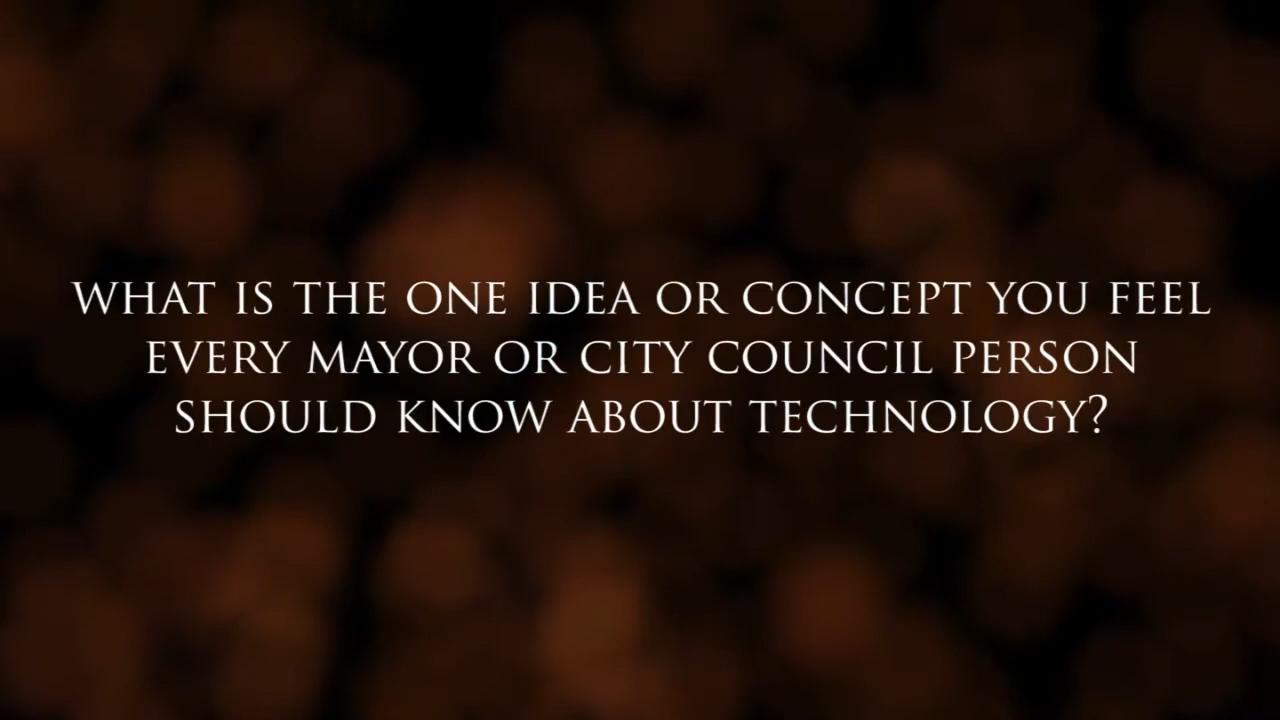 WHAT IS THE ONE IDEA OR CONCEPT YOU FEEL
EVERY MAYOR OR CITY COUNCIL PERSON
SHOULD KNOW ABOUT TECHNOLOGY?